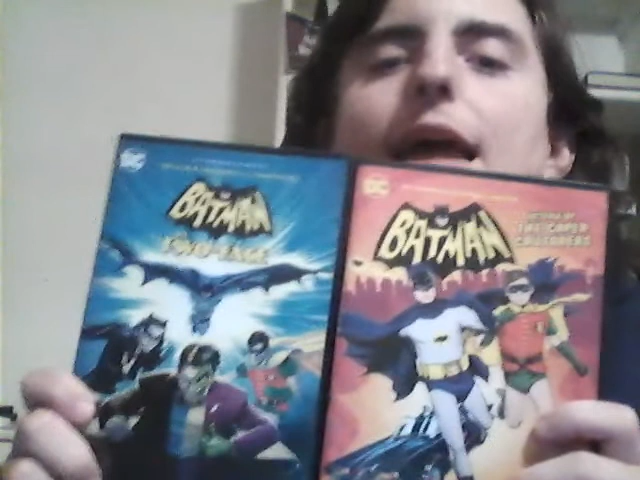 DC
BATMAN
TWO-FACE
DC
BATMAN
RETURN OF
THE CAPED
CRUSADERS